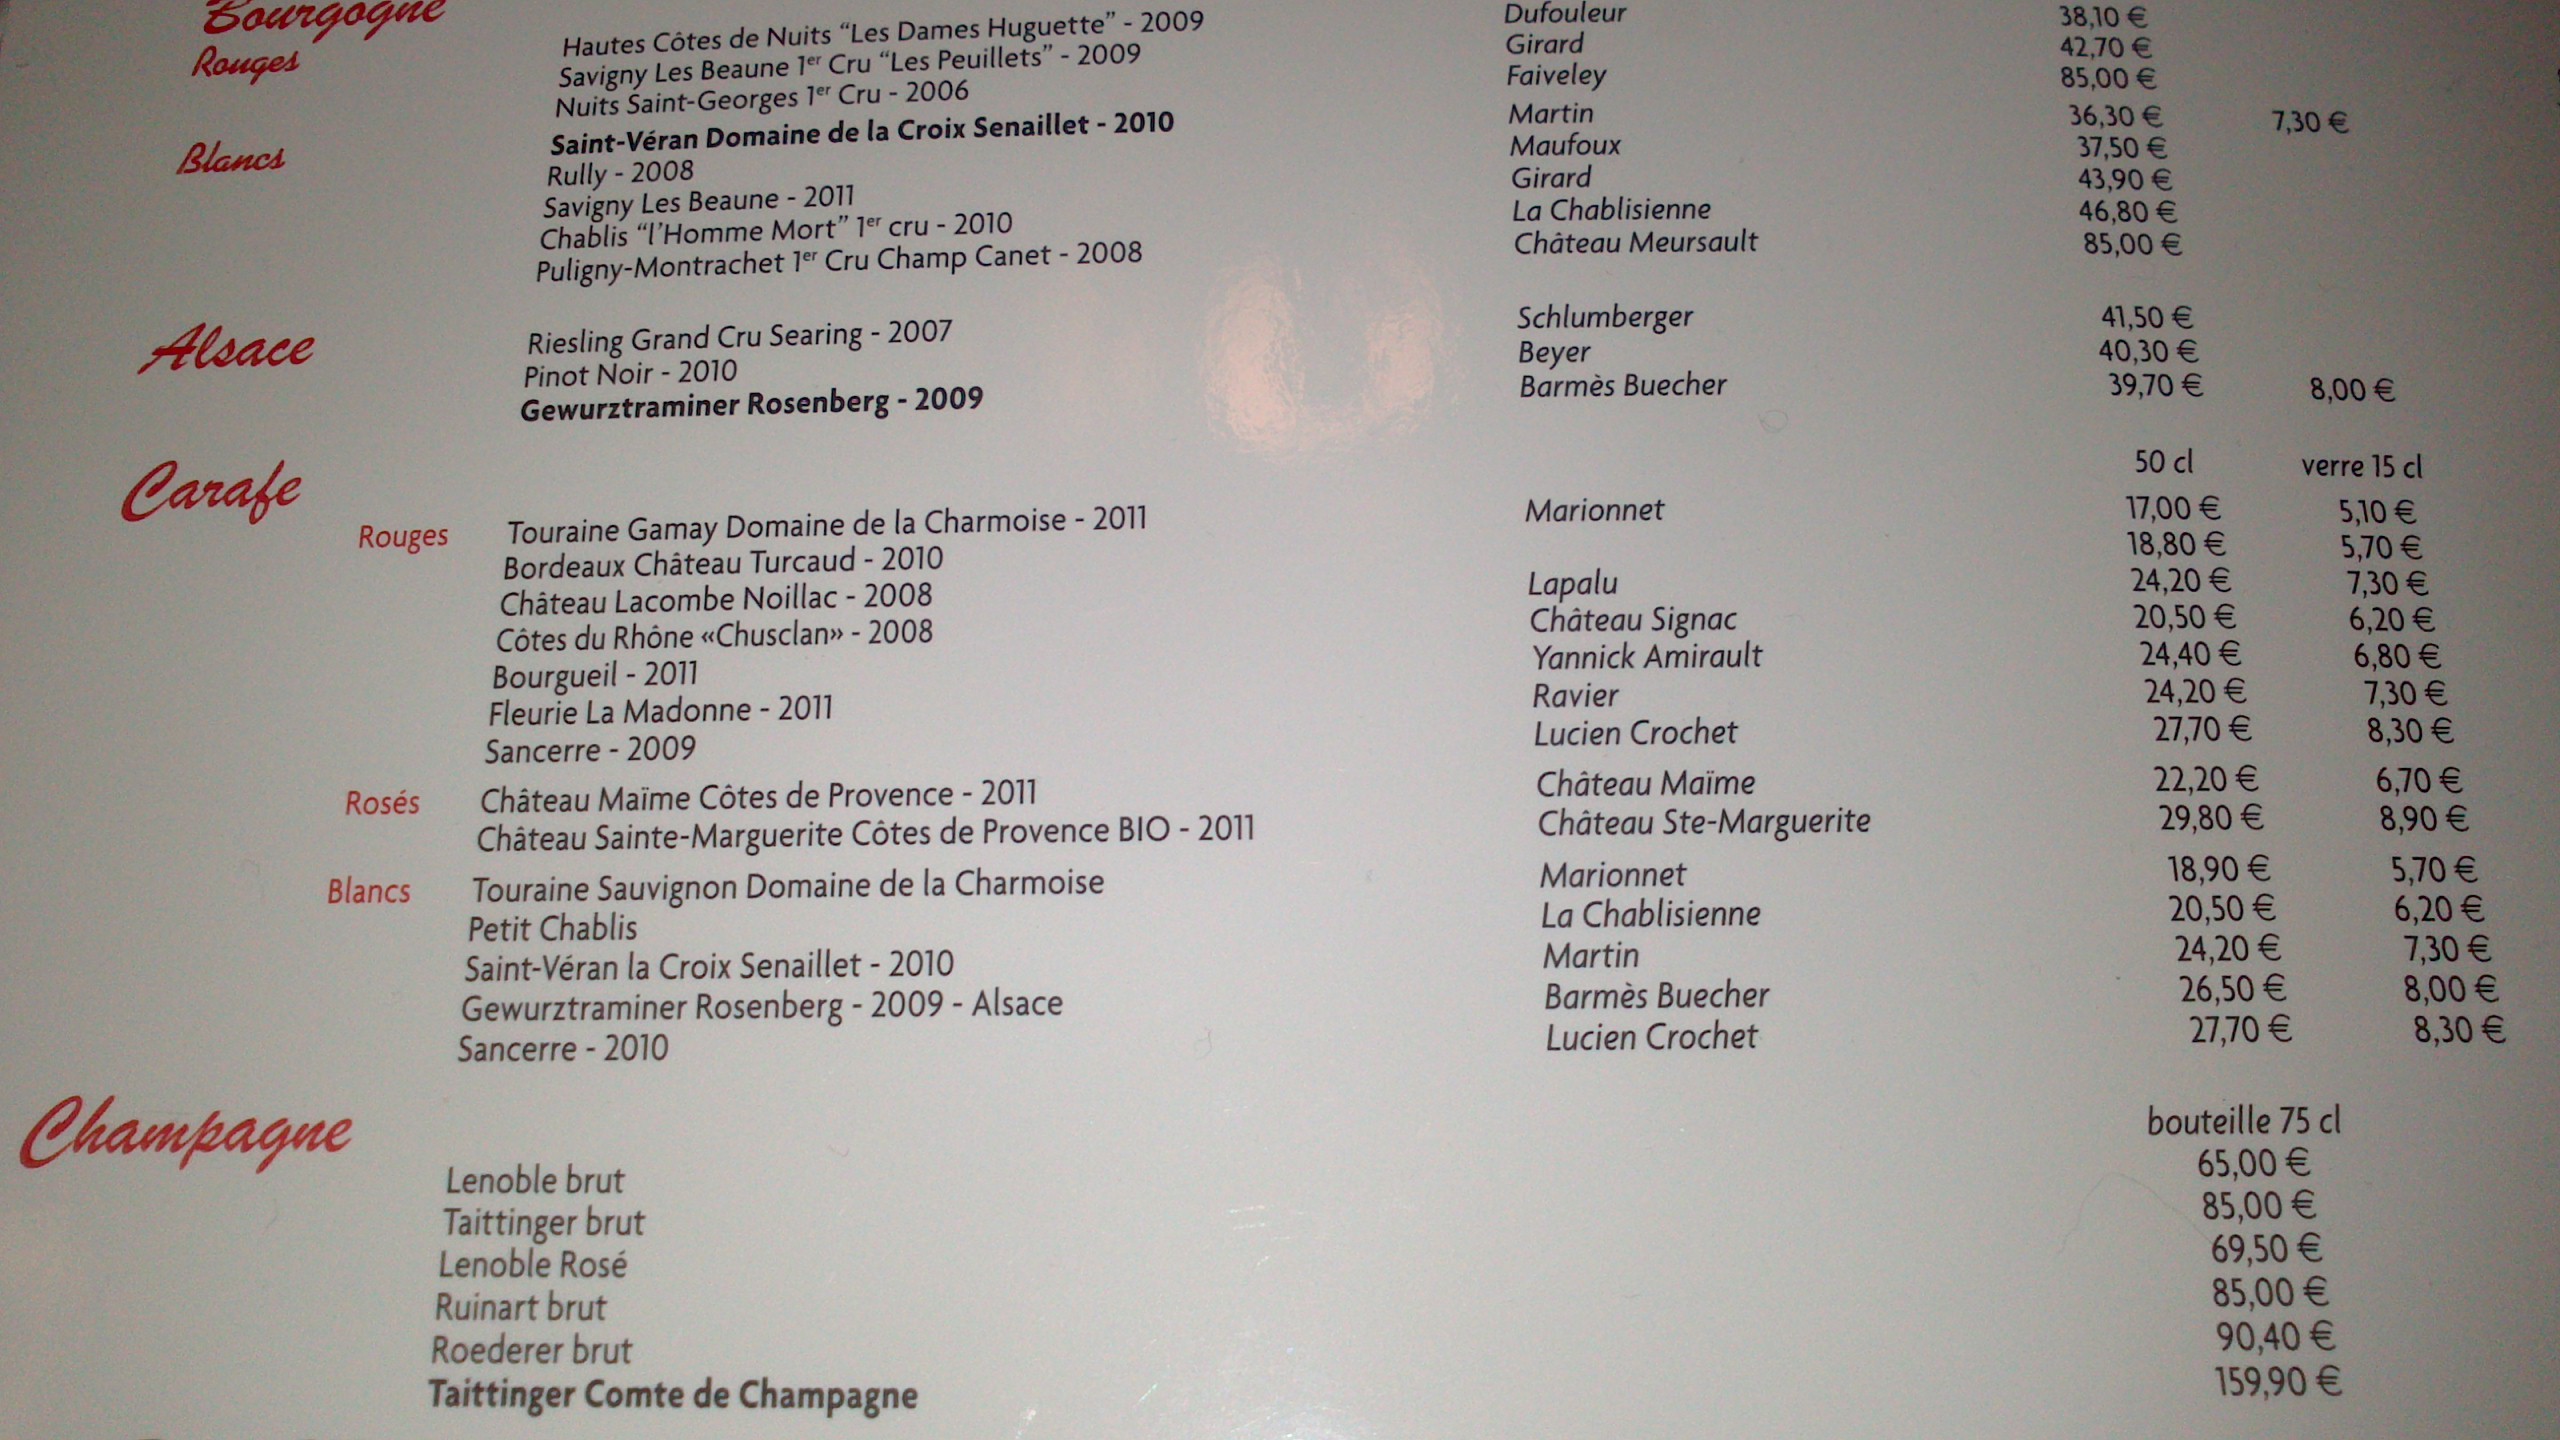 Bourgogne
Rouges Hautes Côtes de Nuits “Les Dames Huguette” - 2009 Dufouleur 38,10 €
Savigny Les Beaune 1er Cru “Les Peuillets” - 2009 Girard 42,70 €
Nuits Saint-Georges 1er Cru - 2006 Faiveley 85,00 €
Blancs Saint-Véran Domaine de la Croix Senaillet - 2010 Martin 36,30 € 7,30 €
Rully - 2008 Maufoux 37,50 €
Savigny Les Beaune - 2011 Girard 43,90 €
Chablis “l’Homme Mort” 1er cru - 2010 La Chablisienne 46,80 €
Puligny-Montrachet 1er Cru Champ Canet - 2008 Château Meursault 85,00 €
Alsace Riesling Grand Cru Searing - 2007 Schlumberger 41,50 €
Pinot Noir - 2010 Beyer 40,30 €
Gewurztraminer Rosenberg - 2009 Barmès Buecher 39,70 € 8,00 €
Carafe 50 cl verre 15 cl
Rouges Touraine Gamay Domaine de la Charmoise - 2011 Marionnet 17,00 € 5,10 €
Bordeaux Château Turcaud - 2010 18,80 € 5,70 €
Château Lacombe Noillac - 2008 Lapalu 24,20 € 7,30 €
Côtes du Rhône «Chusclan» - 2008 Château Signac 20,50 € 6,20 €
Bourgueil - 2011 Yannick Amirault 24,40 € 6,80 €
Fleurie La Madonne - 2011 Ravier 24,20 € 7,30 €
Sancerre - 2009 Lucien Crochet 27,70 € 8,30 €
Rosés Château Maïme Côtes de Provence - 2011 Château Maïme 22,20 € 6,70 €
Château Sainte-Marguerite Côtes de Provence BIO - 2011 Château Ste-Marguerite 29,80 € 8,90 €
Blancs Touraine Sauvignon Domaine de la Charmoise Marionnet 18,90 € 5,70 €
Petit Chablis La Chablisienne 20,50 € 6,20 €
Saint-Véran la Croix Senaillet - 2010 Martin 24,20 € 7,30 €
Gewurztraminer Rosenberg - 2009 - Alsace Barmès Buecher 26,50 € 8,00 €
Sancerre - 2010 Lucien Crochet 27,70 € 8,30 €
Champagne bouteille 75 cl
Lenoble brut 65,00 €
Taittinger brut 85,00 €
Lenoble Rosé 69,50 €
Ruinart brut 85,00 €
Roederer brut 90,40 €
Taittinger Comte de Champagne 159,90 €